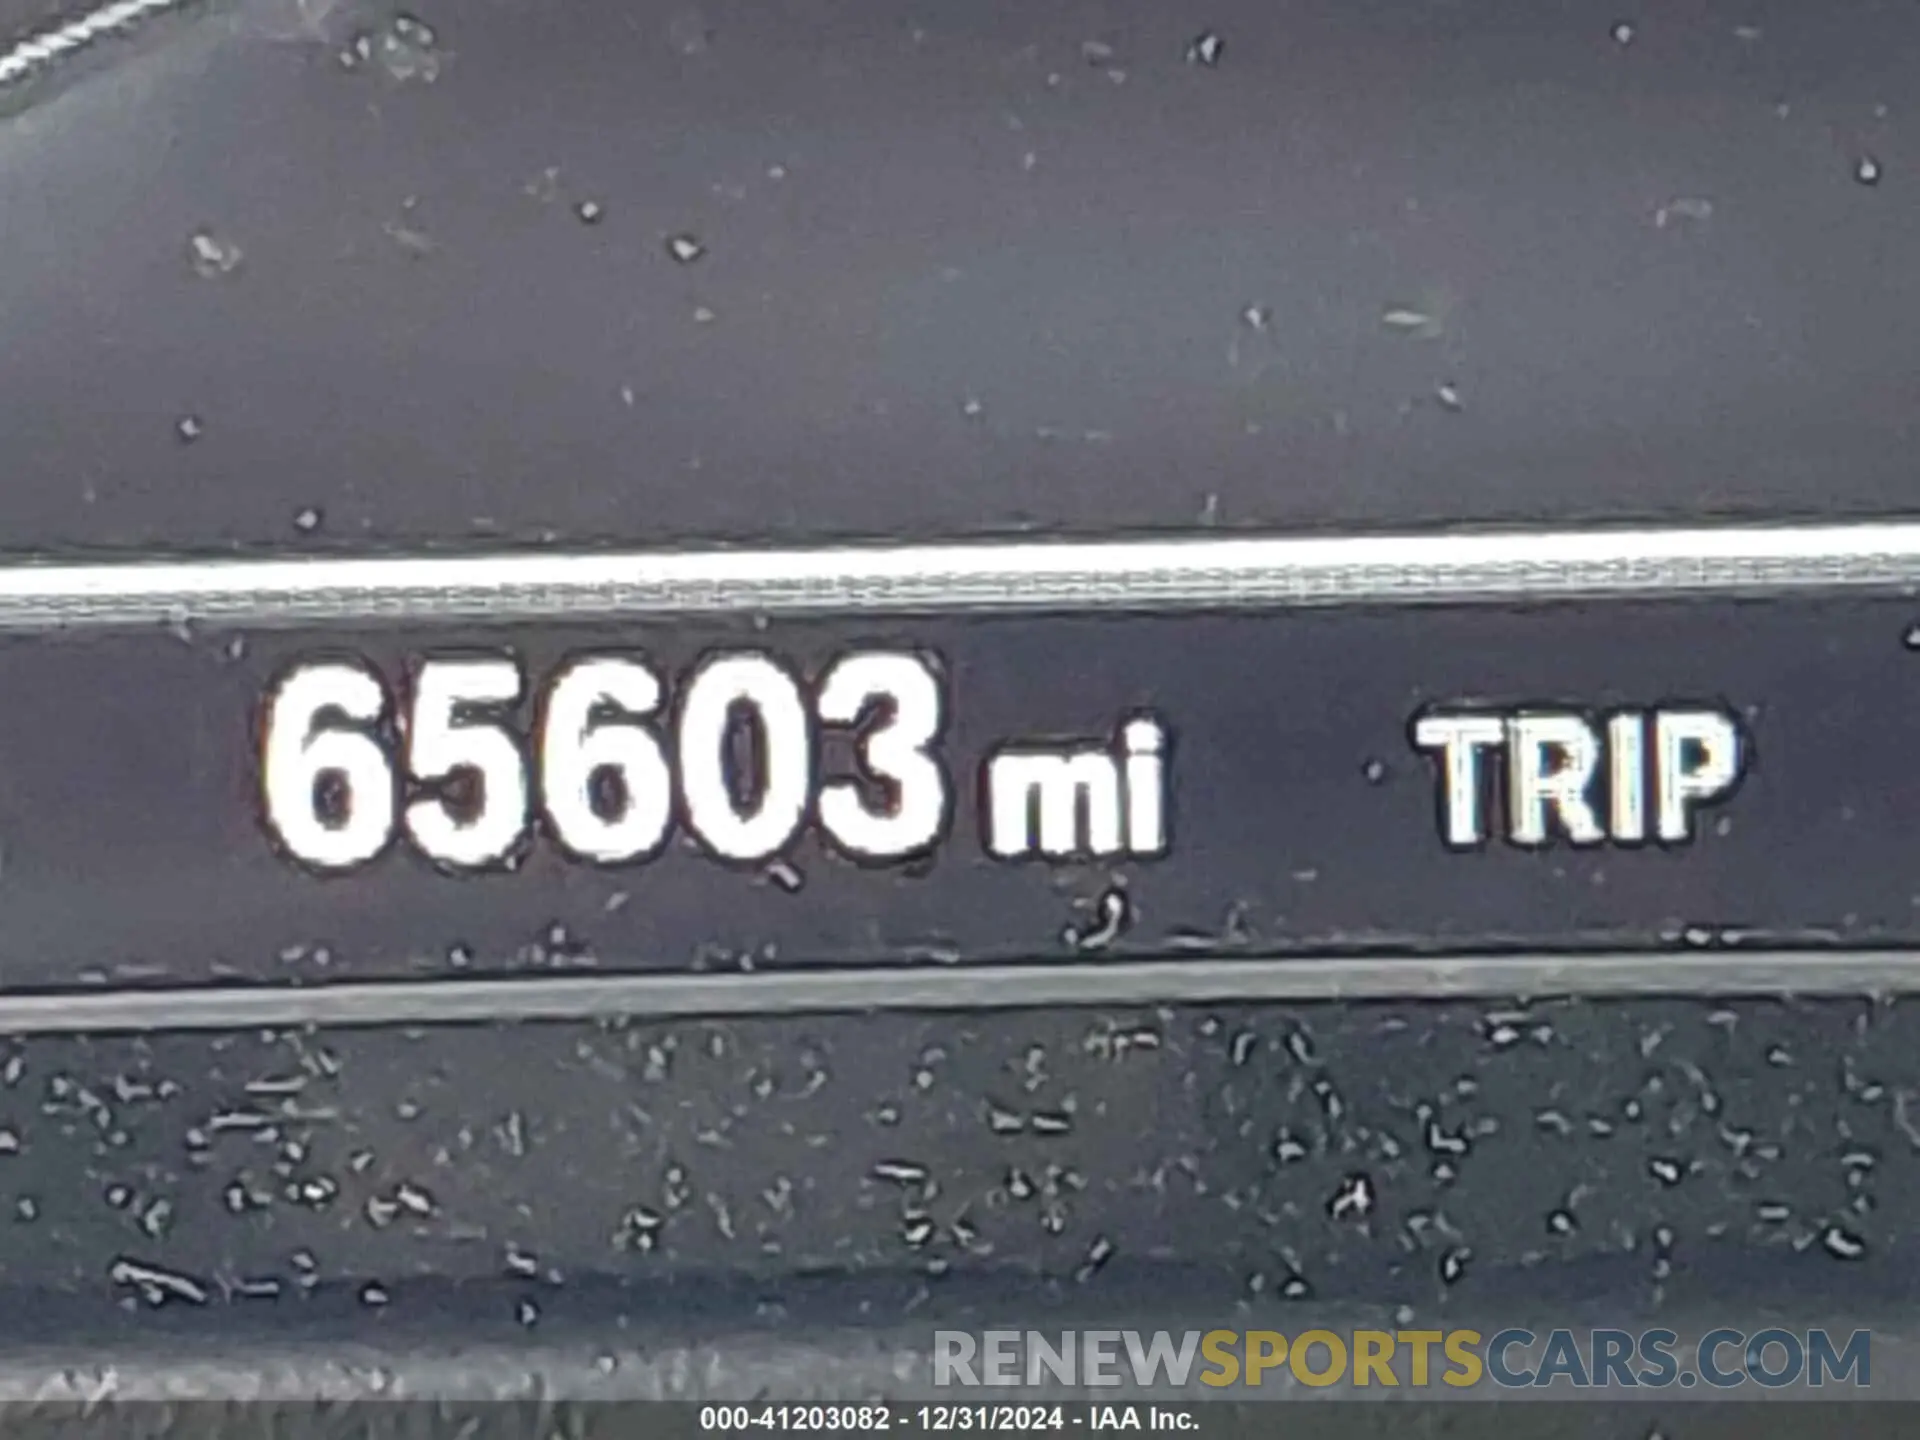 65603 mi TRIP
RENEWSPORTSCARS.COM
000-41203082 - 12/31/2024 - IAA Inc.